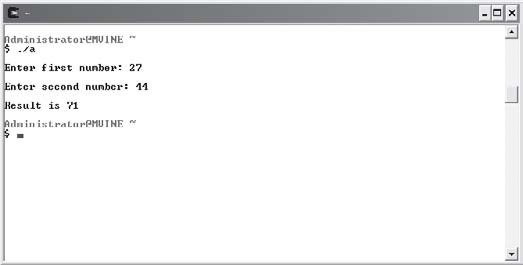 ~
Administrator@MVINE ~
$ ./a
Enter first number: 27
Enter second number: 44
Result is 71
Administrator@MVINE ~
$